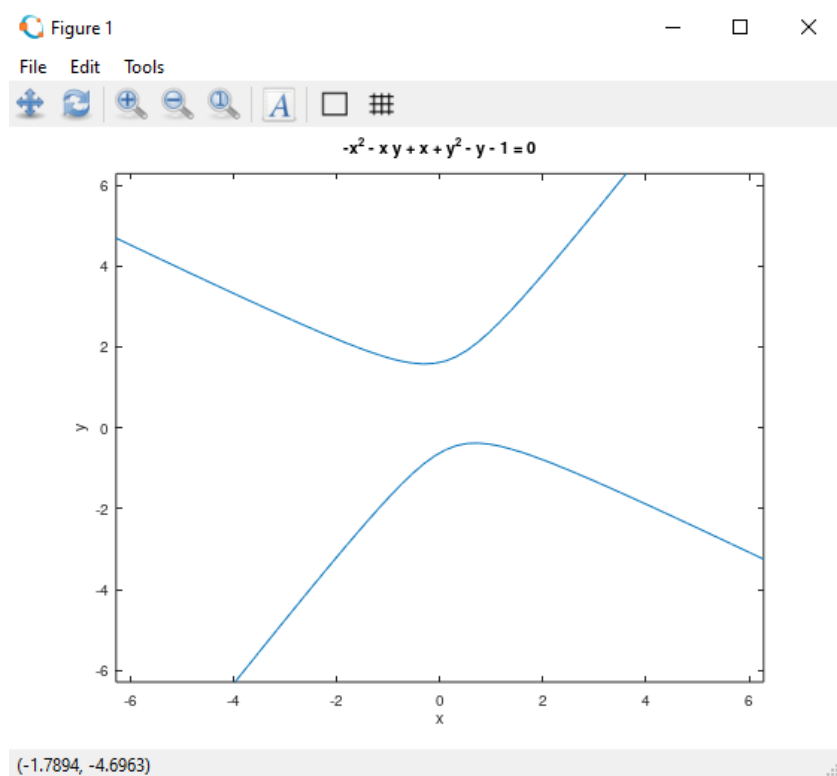 Figure 1
File Edit Tools
A
-x² - x y + x + y² - y - 1 = 0
6
4
2
y 0
-2
-4
-6
-6 -4 -2 0 2 4 6
x
(-1.7894, -4.6963)